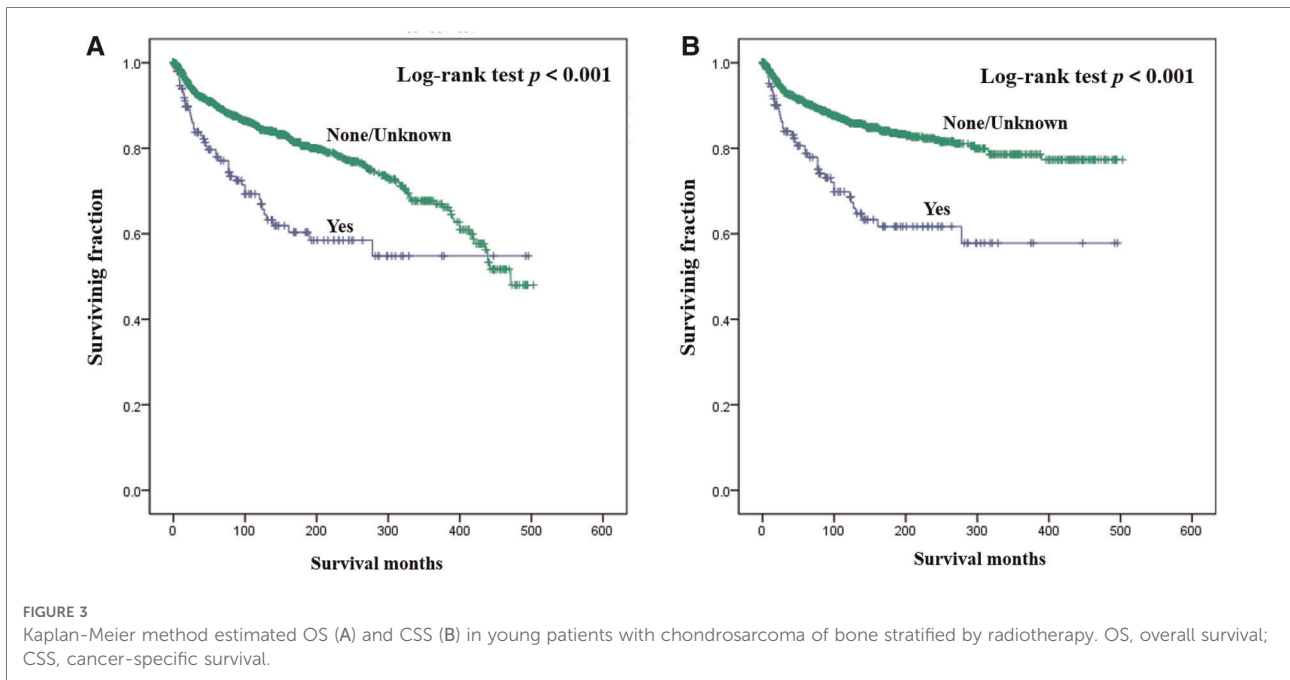 A
Log-rank test p < 0.001
1.0
0.8
0.6
0.4
0.2
0.0
None/Unknown
Yes
Survivinig fraction
0 100 200 300 400 500 600
Survival months
B
Log-rank test p < 0.001
1.0
0.8
0.6
0.4
0.2
0.0
None/Unknown
Yes
Surviving fraction
0 100 200 300 400 500 600
Survival months
FIGURE 3
Kaplan-Meier method estimated OS (A) and CSS (B) in young patients with chondrosarcoma of bone stratified by radiotherapy. OS, overall survival;
CSS, cancer-specific survival.